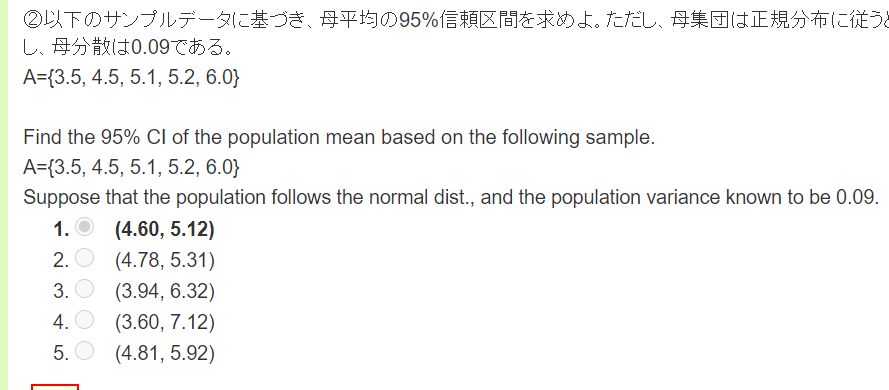 ②以下のサンプルデータに基づき、母平均の95%信頼区間を求めよ。ただし、母集団は正規分布に従う
し、母分散は0.09である。
A={3.5, 4.5, 5.1, 5.2, 6.0}
Find the 95% CI of the population mean based on the following sample.
A={3.5, 4.5, 5.1, 5.2, 6.0}
Suppose that the population follows the normal dist., and the population variance known to be 0.09.
1. (4.60, 5.12)
2. (4.78, 5.31)
3. (3.94, 6.32)
4. (3.60, 7.12)
5. (4.81, 5.92)